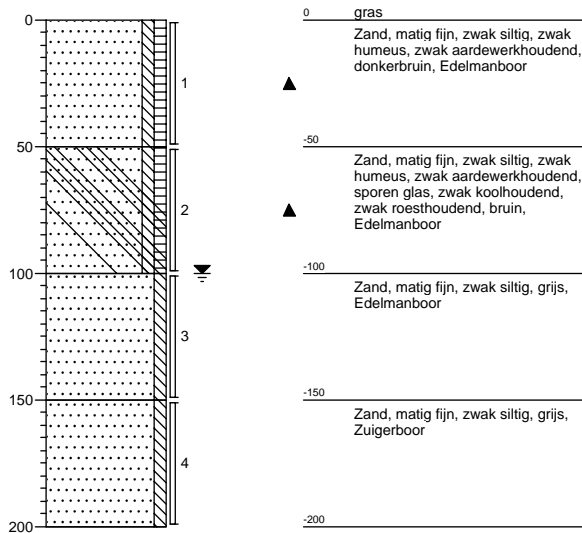 0
50
100
150
200
1
2
3
4
0 gras
Zand, matig fijn, zwak siltig, zwak
humeus, zwak aardewerkhoudend,
donkerbruin, Edelmanboor
-50
Zand, matig fijn, zwak siltig, zwak
humeus, zwak aardewerkhoudend,
sporen glas, zwak koolhoudend,
zwak roesthoudend, bruin,
Edelmanboor
-100
Zand, matig fijn, zwak siltig, grijs,
Edelmanboor
-150
Zand, matig fijn, zwak siltig, grijs,
Zuigerboor
-200